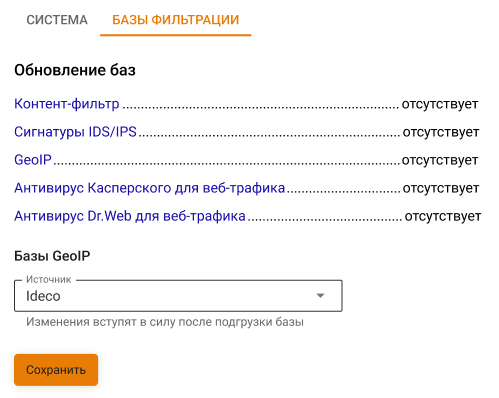 СИСТЕМА БАЗЫ ФИЛЬТРАЦИИ
Обновление баз
Контент-фильтр отсутствует
Сигнатуры IDS/IPS отсутствует
GeoIP отсутствует
Антивирус Касперского для веб-трафика отсутствует
Антивирус Dr.Web для веб-трафика отсутствует
Базы GeoIP
Источник
Ideco
Изменения вступят в силу после подгрузки базы
Сохранить